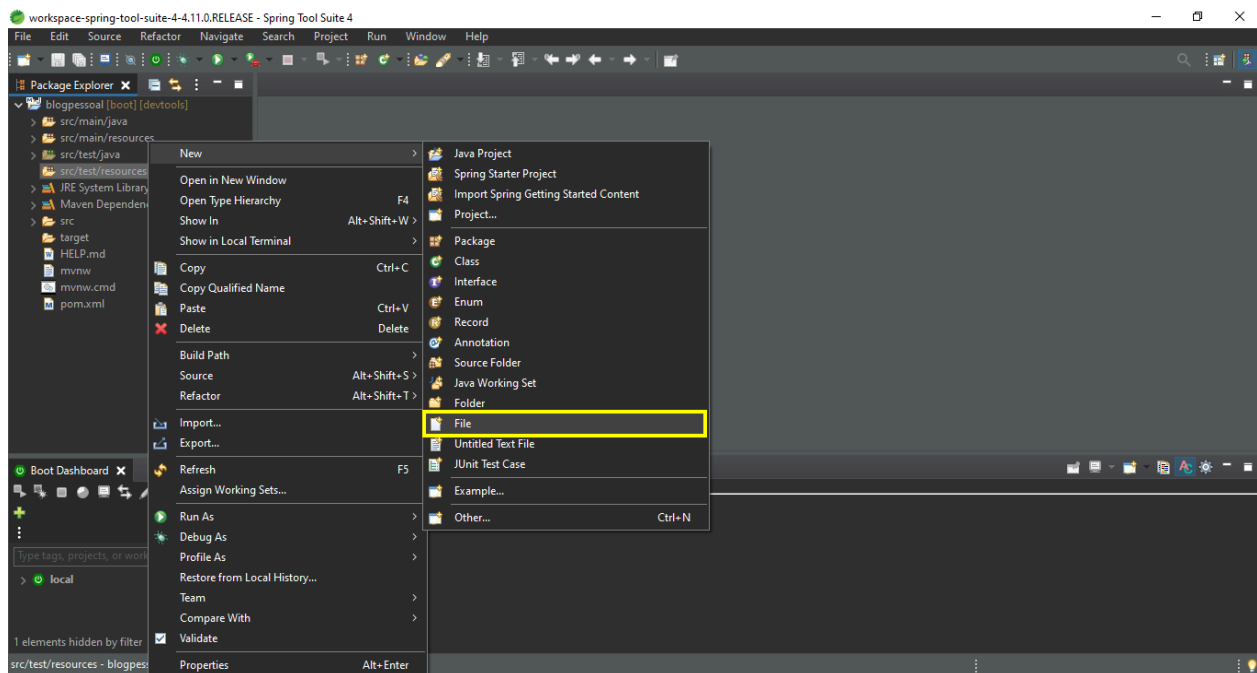 workspace-spring-tool-suite-4-4.11.0.RELEASE - Spring Tool Suite 4
File Edit Source Refactor Navigate Search Project Run Window Help
Package Explorer
blogpessoal [boot] [devtools]
src/main/java
src/main/resources
src/test/java
src/test/resources
JRE System Library
Maven Dependen
src
target
HELP.md
mvnw
mvnw.cmd
pom.xml
New
Open in New Window
Open Type Hierarchy F4
Show In Alt+Shift+W
Show in Local Terminal
Copy Ctrl+C
Copy Qualified Name
Paste Ctrl+V
Delete Delete
Build Path
Source Alt+Shift+S
Refactor Alt+Shift+T
Import...
Export...
Refresh F5
Assign Working Sets...
Run As
Debug As
Profile As
Restore from Local History...
Team
Compare With
Validate
Properties Alt+Enter
Java Project
Spring Starter Project
Import Spring Getting Started Content
Project...
Package
Class
Interface
Enum
Record
Annotation
Source Folder
Java Working Set
Folder
File
Untitled Text File
JUnit Test Case
Example...
Other... Ctrl+N
Boot Dashboard
Type tags, projects, or work
local
1 elements hidden by filter
src/test/resources - blogpes